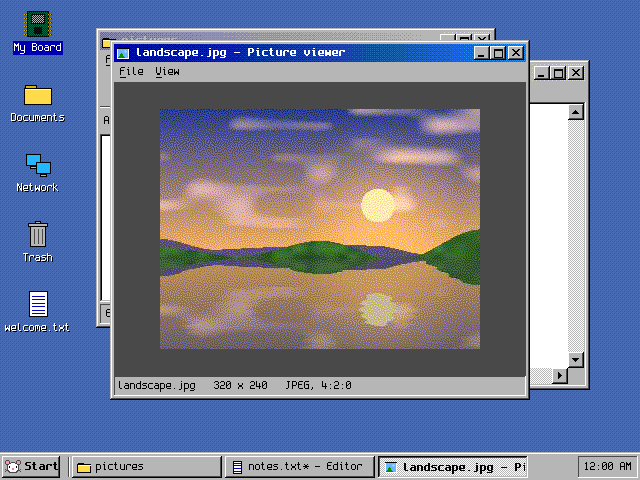 My Board
Documents
Network
Trash
welcome.txt
pictures
landscape.jpg - Picture viewer
File View
landscape.jpg 320 x 240 JPEG, 4:2:0
Start
pictures
notes.txt* - Editor
landscape.jpg - Pi
12:00 AM